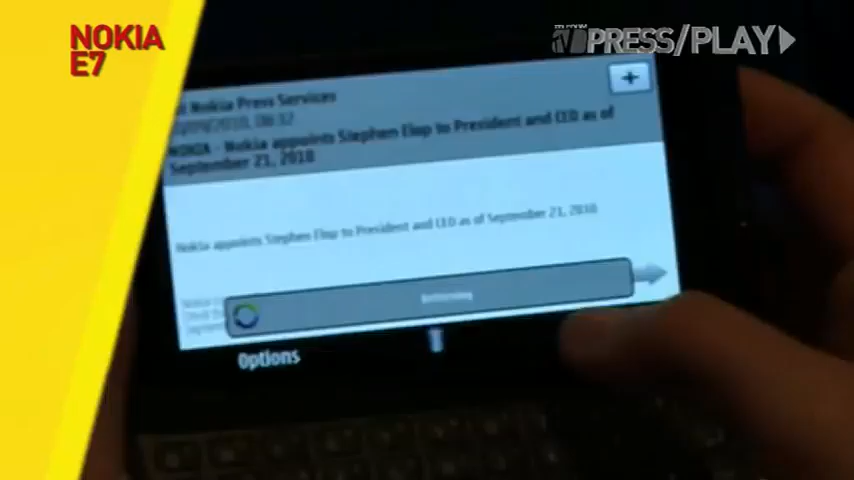 NOKIA
E7
PRESS/PLAY
Nokia Press Services
NOKIA - Nokia appoints Stephen Elop to President and CEO as of
September 21, 2010
Nokia appoints Stephen Elop to President and CEO as of September 21, 2010
Options